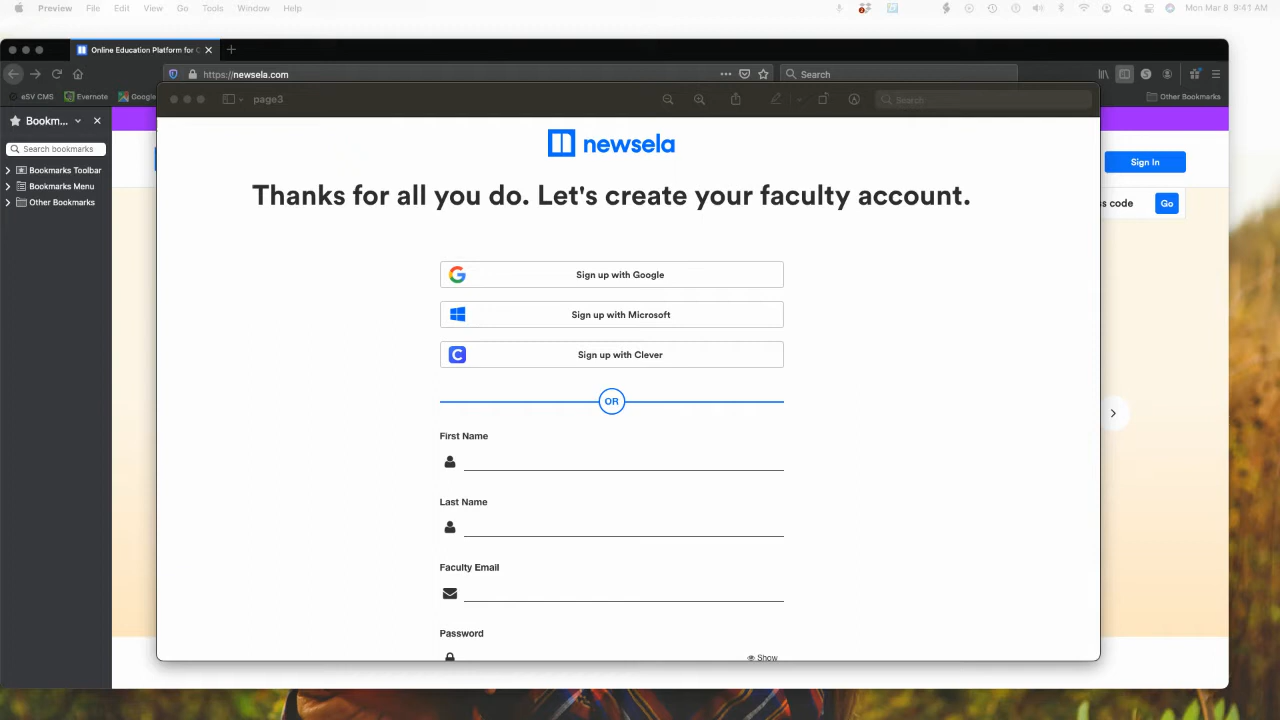 Preview File Edit View Go Tools Window Help Mon Mar 8 9:41 AM
Online Education Platform for
https://newsela.com
Search
eSV CMS Evernote Google
Other Bookmarks
page3
Search
Bookm...
Search bookmarks
Bookmarks Toolbar
Bookmarks Menu
Other Bookmarks
newsela
Sign In
code
Go
Thanks for all you do. Let's create your faculty account.
Sign up with Google
Sign up with Microsoft
Sign up with Clever
OR
First Name
Last Name
Faculty Email
Password
Show